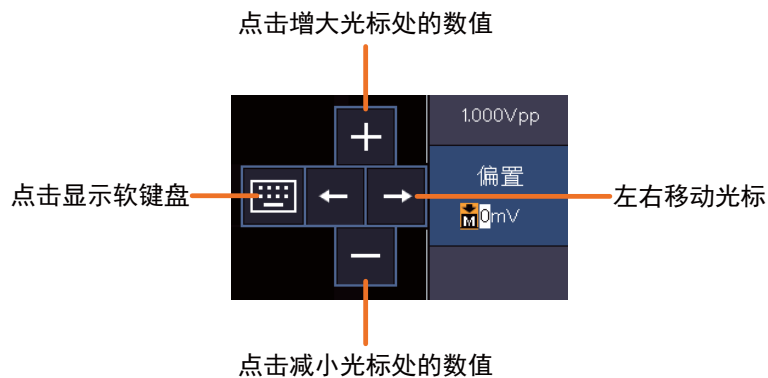 点击增大光标处的数值
1.000Vpp
偏置
点击显示软键盘
左右移动光标
M 0mV
点击减小光标处的数值